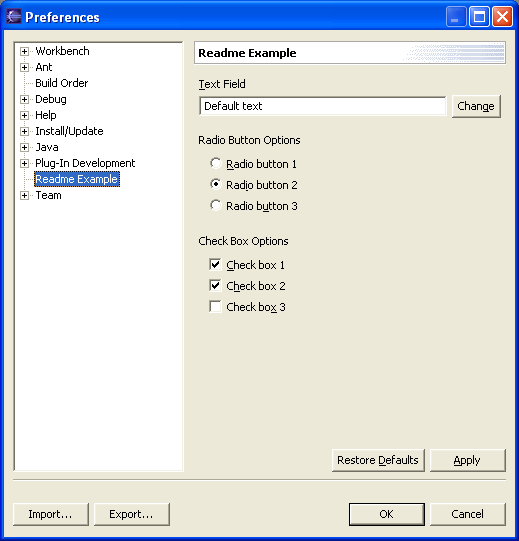 Preferences
Workbench
Ant
Build Order
Debug
Help
Install/Update
Java
Plug-In Development
Readme Example
Team
Readme Example
Text Field
Default text
Change
Radio Button Options
Radio button 1
Radio button 2
Radio button 3
Check Box Options
Check box 1
Check box 2
Check box 3
Restore Defaults
Apply
Import...
Export...
OK
Cancel